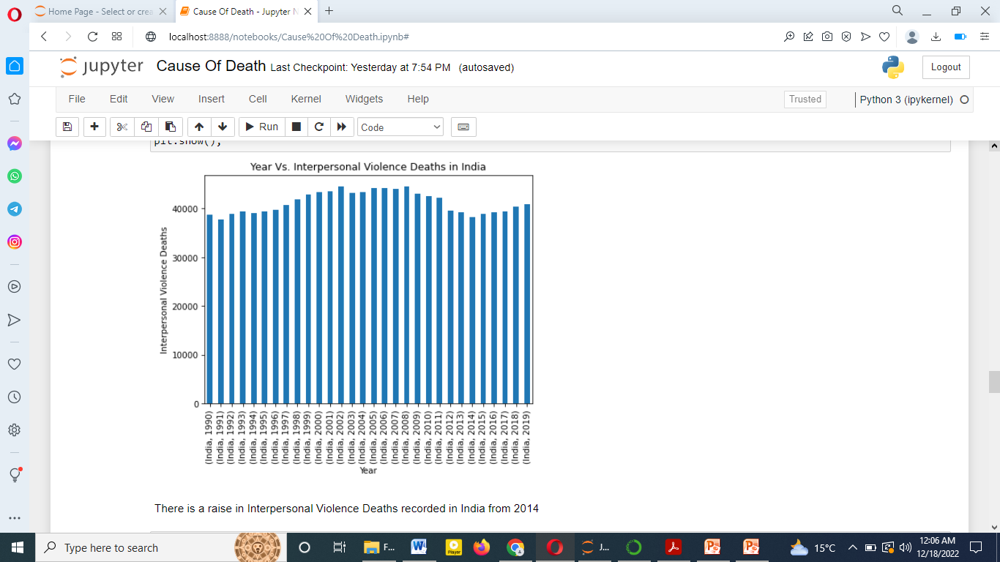 Home Page - Select or crea
Cause Of Death - Jupyter N
localhost:8888/notebooks/Cause%20Of%20Death.ipynb#
jupyter Cause Of Death Last Checkpoint: Yesterday at 7:54 PM (autosaved)
Logout
File Edit View Insert Cell Kernel Widgets Help
Trusted
Python 3 (ipykernel)
Run
Code
plt.show();
Year Vs. Interpersonal Violence Deaths in India
Interpersonal Violence Deaths
40000
30000
20000
10000
0
(India, 1990)
(India, 1991)
(India, 1992)
(India, 1993)
(India, 1994)
(India, 1995)
(India, 1996)
(India, 1997)
(India, 1998)
(India, 1999)
(India, 2000)
(India, 2001)
(India, 2002)
(India, 2003)
(India, 2004)
(India, 2005)
(India, 2006)
(India, 2007)
(India, 2008)
(India, 2009)
(India, 2010)
(India, 2011)
(India, 2012)
(India, 2013)
(India, 2014)
(India, 2015)
(India, 2016)
(India, 2017)
(India, 2018)
(India, 2019)
Year
There is a raise in Interpersonal Violence Deaths recorded in India from 2014
Type here to search
F...
Player
J...
15°C
12:06 AM
12/18/2022